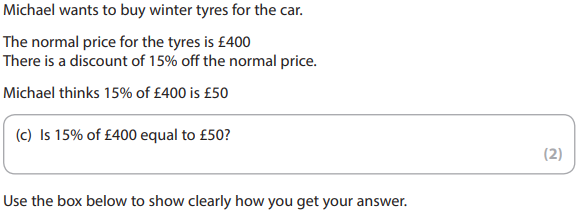 Michael wants to buy winter tyres for the car.
The normal price for the tyres is £400
There is a discount of 15% off the normal price.
Michael thinks 15% of £400 is £50
(c) Is 15% of £400 equal to £50?
(2)
Use the box below to show clearly how you get your answer.